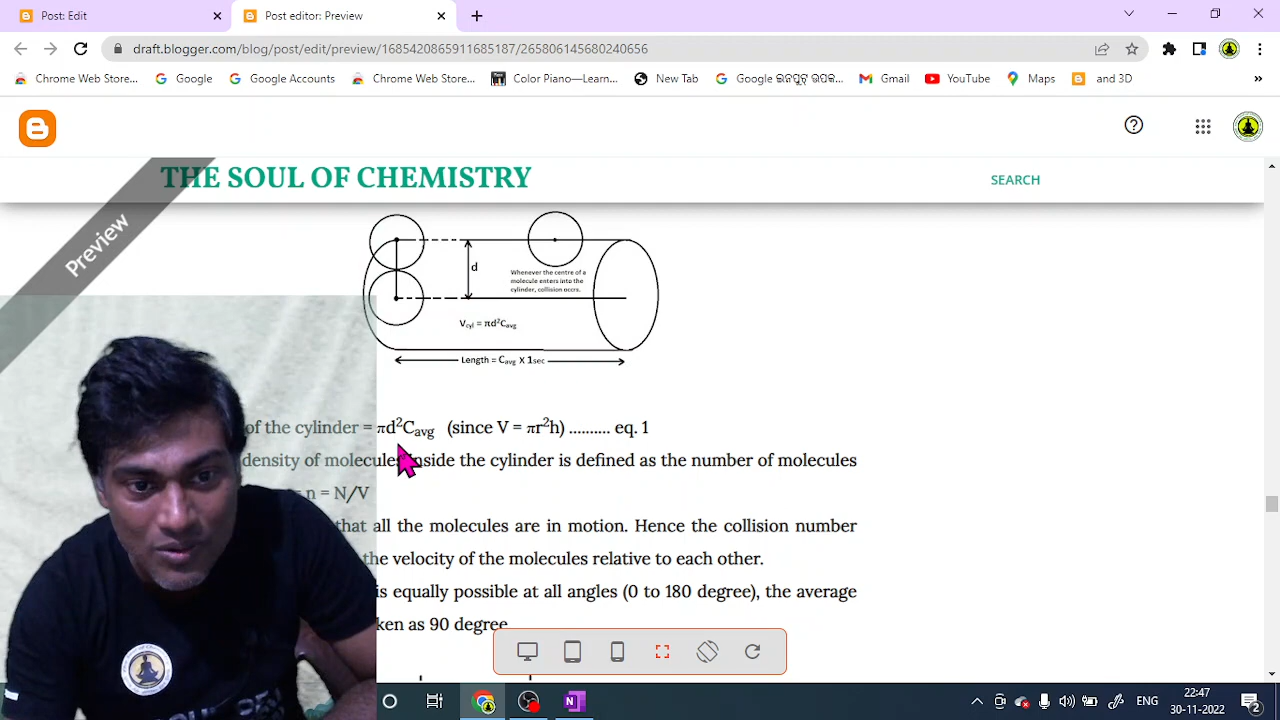 Post Edit
Post Preview
draft.blogger.com/blog/post/edit/preview/1685420865911685187/265806145680240656
Chrome Web Store...
Google
Google Accounts
Chrome Web Store...
Color Piano—Learn...
New Tab
Google
Gmail
YouTube
Maps
and 3D
»
THE SOUL OF CHEMISTRY
SEARCH
Preview
d
Whenever the centre of a
molecule enters into the
cylinder, collision occrs.
Vcyl = πd²Cavg
Length = Cavg X 1sec
of the cylinder = πd²Cavg (since V = πr²h) .......... eq. 1
density of molecules inside the cylinder is defined as the number of molecules
= n = N/V
that all the molecules are in motion. Hence the collision number
the velocity of the molecules relative to each other.
is equally possible at all angles (0 to 180 degree), the average
ken as 90 degree
ENG
22:47
30-11-2022
2